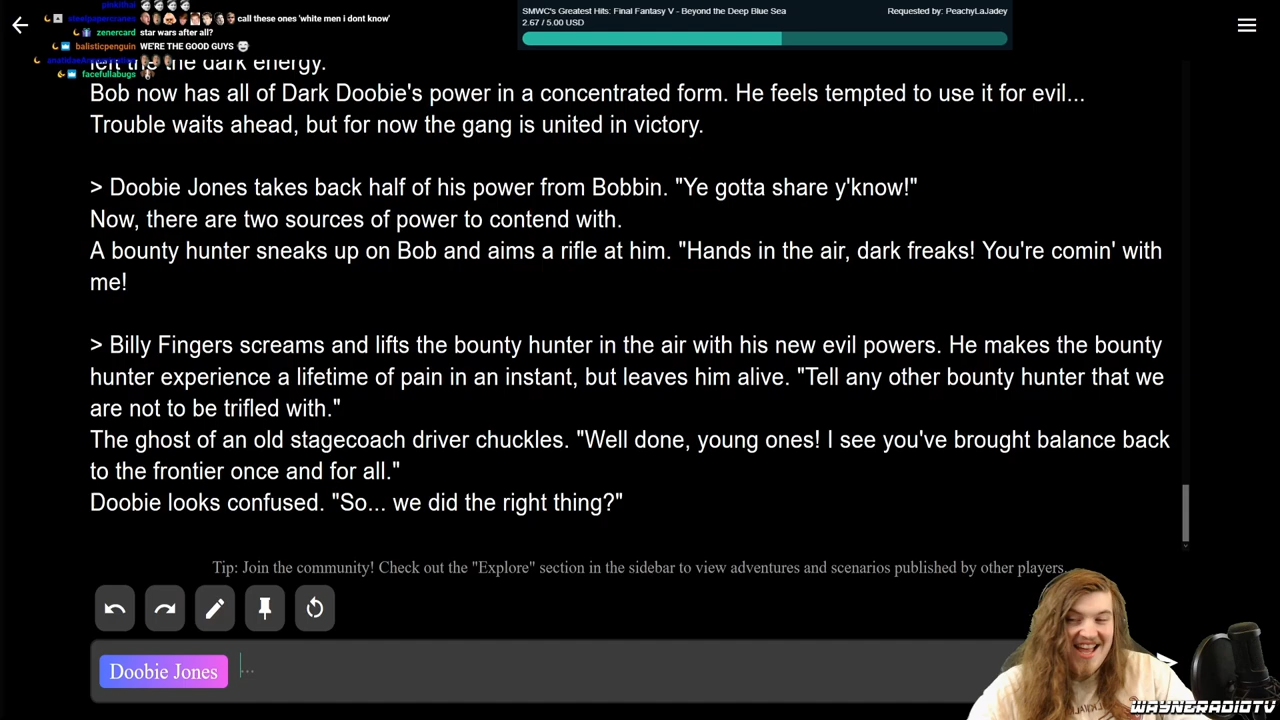 pinkithai
steelpapercranes call these ones 'white men i dont know'
zenercard star wars after all?
balisticpenguin WE'RE THE GOOD GUYS
facefullabugs
SMWC's Greatest Hits: Final Fantasy V - Beyond the Deep Blue Sea Requested by: PeachyLaJadey
2.67 / 5.00 USD
left the the dark energy.
Bob now has all of Dark Doobie's power in a concentrated form. He feels tempted to use it for evil...
Trouble waits ahead, but for now the gang is united in victory.
> Doobie Jones takes back half of his power from Bobbin. "Ye gotta share y'know!"
Now, there are two sources of power to contend with.
A bounty hunter sneaks up on Bob and aims a rifle at him. "Hands in the air, dark freaks! You're comin' with
me!
> Billy Fingers screams and lifts the bounty hunter in the air with his new evil powers. He makes the bounty
hunter experience a lifetime of pain in an instant, but leaves him alive. "Tell any other bounty hunter that we
are not to be trifled with."
The ghost of an old stagecoach driver chuckles. "Well done, young ones! I see you've brought balance back
to the frontier once and for all."
Doobie looks confused. "So... we did the right thing?"
Tip: Join the community! Check out the "Explore" section in the sidebar to view adventures and scenarios published by other players.
Doobie Jones ...
WAYNERADIOTV